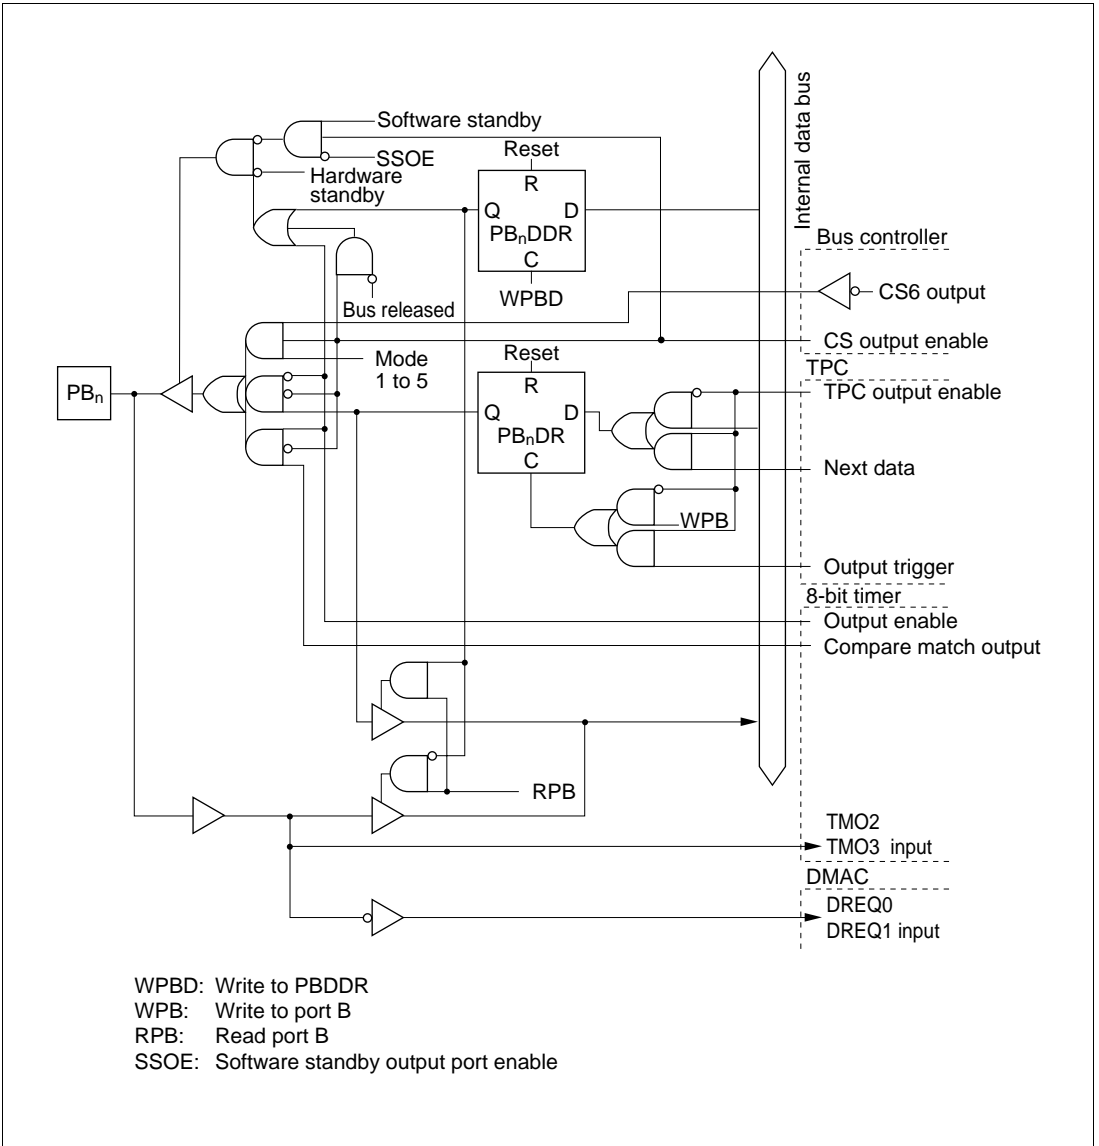 Software standby
SSOE
Hardware
standby
Reset
R
Q D
PBnDDR
C
WPBD
Internal data bus
Bus controller
CS6 output
Bus released
CS output enable
Mode
1 to 5
TPC
TPC output enable
PBn
Reset
R
Q D
PBnDR
C
Next data
WPB
Output trigger
8-bit timer
Output enable
Compare match output
RPB
TMO2
TMO3 input
DMAC
DREQ0
DREQ1 input
WPBD: Write to PBDDR
WPB: Write to port B
RPB: Read port B
SSOE: Software standby output port enable